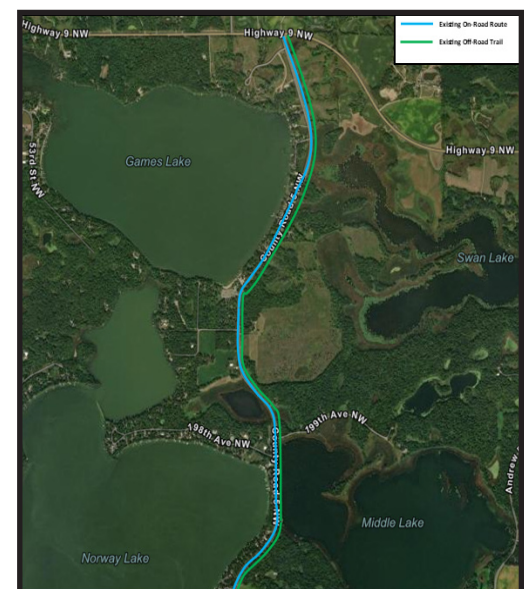 Existing On-Road Route
Existing Off-Road Trail
Highway 9 NW
Highway 9 NW
53rd St NW
Games Lake
Highway 9 NW
County Road 5 NW
Swan Lake
198th Ave NW
199th Ave NW
County Road 5 NW
Andrew
Middle Lake
Norway Lake